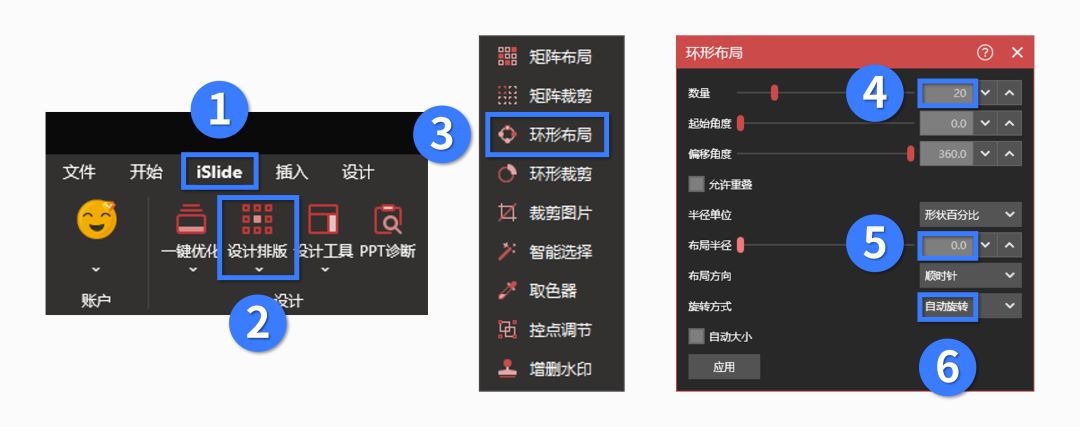 1
文件 开始 iSlide 插入 设计
一键优化 设计排版 设计工具 PPT诊断
账户 设计
2
3
矩阵布局
矩阵裁剪
环形布局
环形裁剪
裁剪图片
智能选择
取色器
控点调节
增删水印
环形布局
数量 4 20
起始角度 0.0
偏移角度 360.0
允许重叠
半径单位 形状百分比
布局半径 5 0.0
布局方向 顺时针
旋转方式 自动旋转
自动大小
6
应用